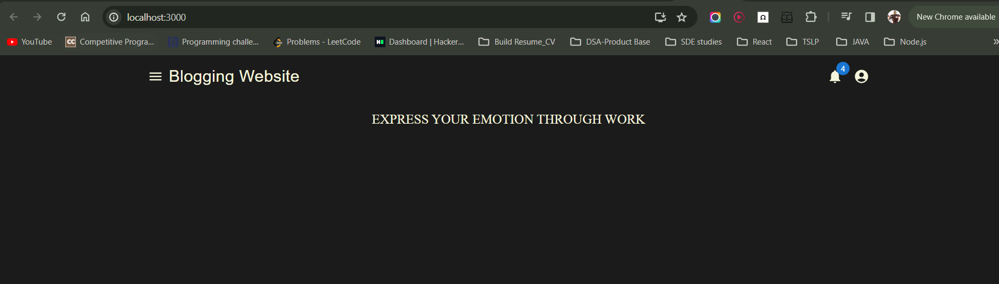 localhost:3000
New Chrome available
YouTube CC Competitive Progra... Programming challe... Problems - LeetCode Dashboard | Hacker... Build Resume_CV DSA-Product Base SDE studies React TSLP JAVA Node.js »
Blogging Website 4
EXPRESS YOUR EMOTION THROUGH WORK